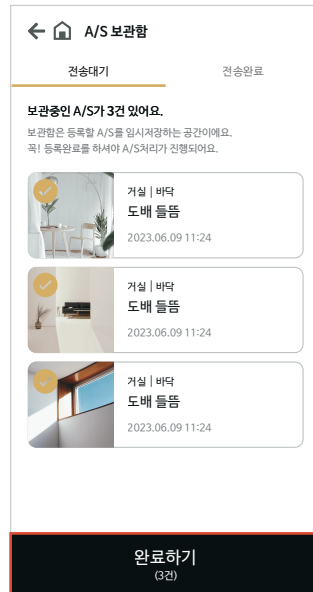 A/S 보관함
전송대기
전송완료
보관중인 A/S가 3건 있어요.
보관함은 등록할 A/S를 임시저장하는 공간이에요.
꼭! 등록완료를 하셔야 A/S처리가 진행되어요.
거실 | 바닥
도배 들뜸
2023.06.09 11:24
거실 | 바닥
도배 들뜸
2023.06.09 11:24
거실 | 바닥
도배 들뜸
2023.06.09 11:24
완료하기
(3건)